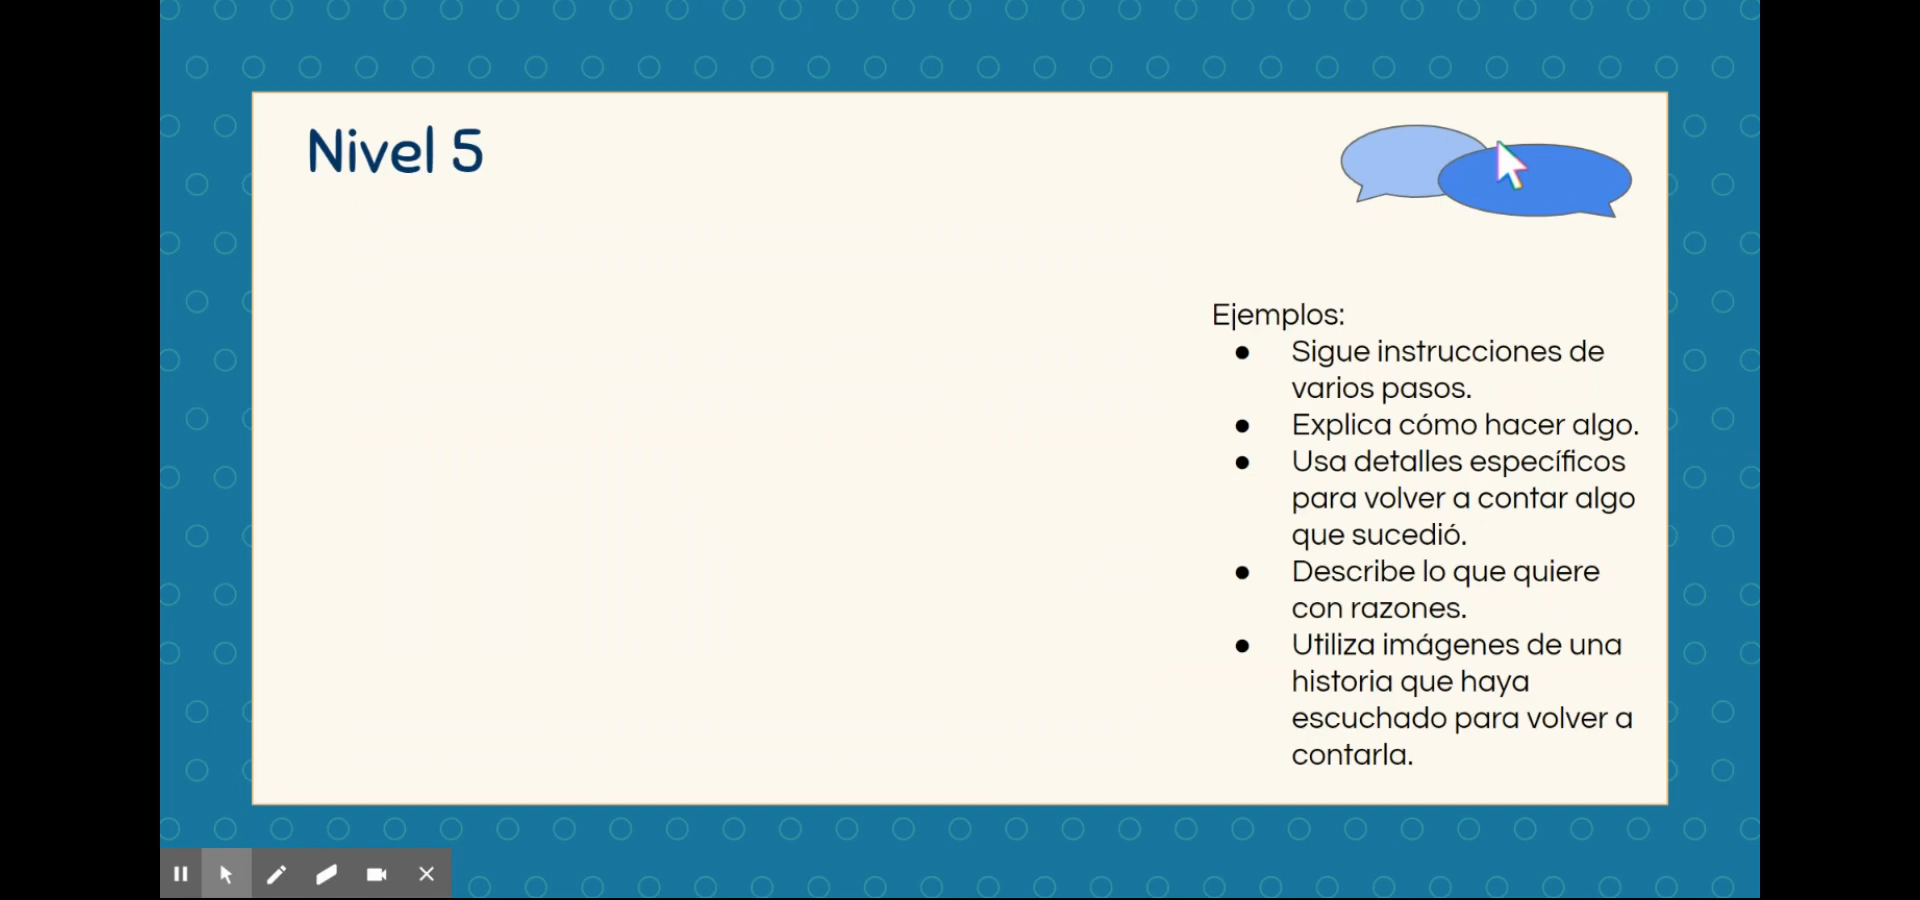 Nivel 5
Ejemplos:
● Sigue instrucciones de
varios pasos.
● Explica cómo hacer algo.
● Usa detalles específicos
para volver a contar algo
que sucedió.
● Describe lo que quiere
con razones.
● Utiliza imágenes de una
historia que haya
escuchado para volver a
contarla.